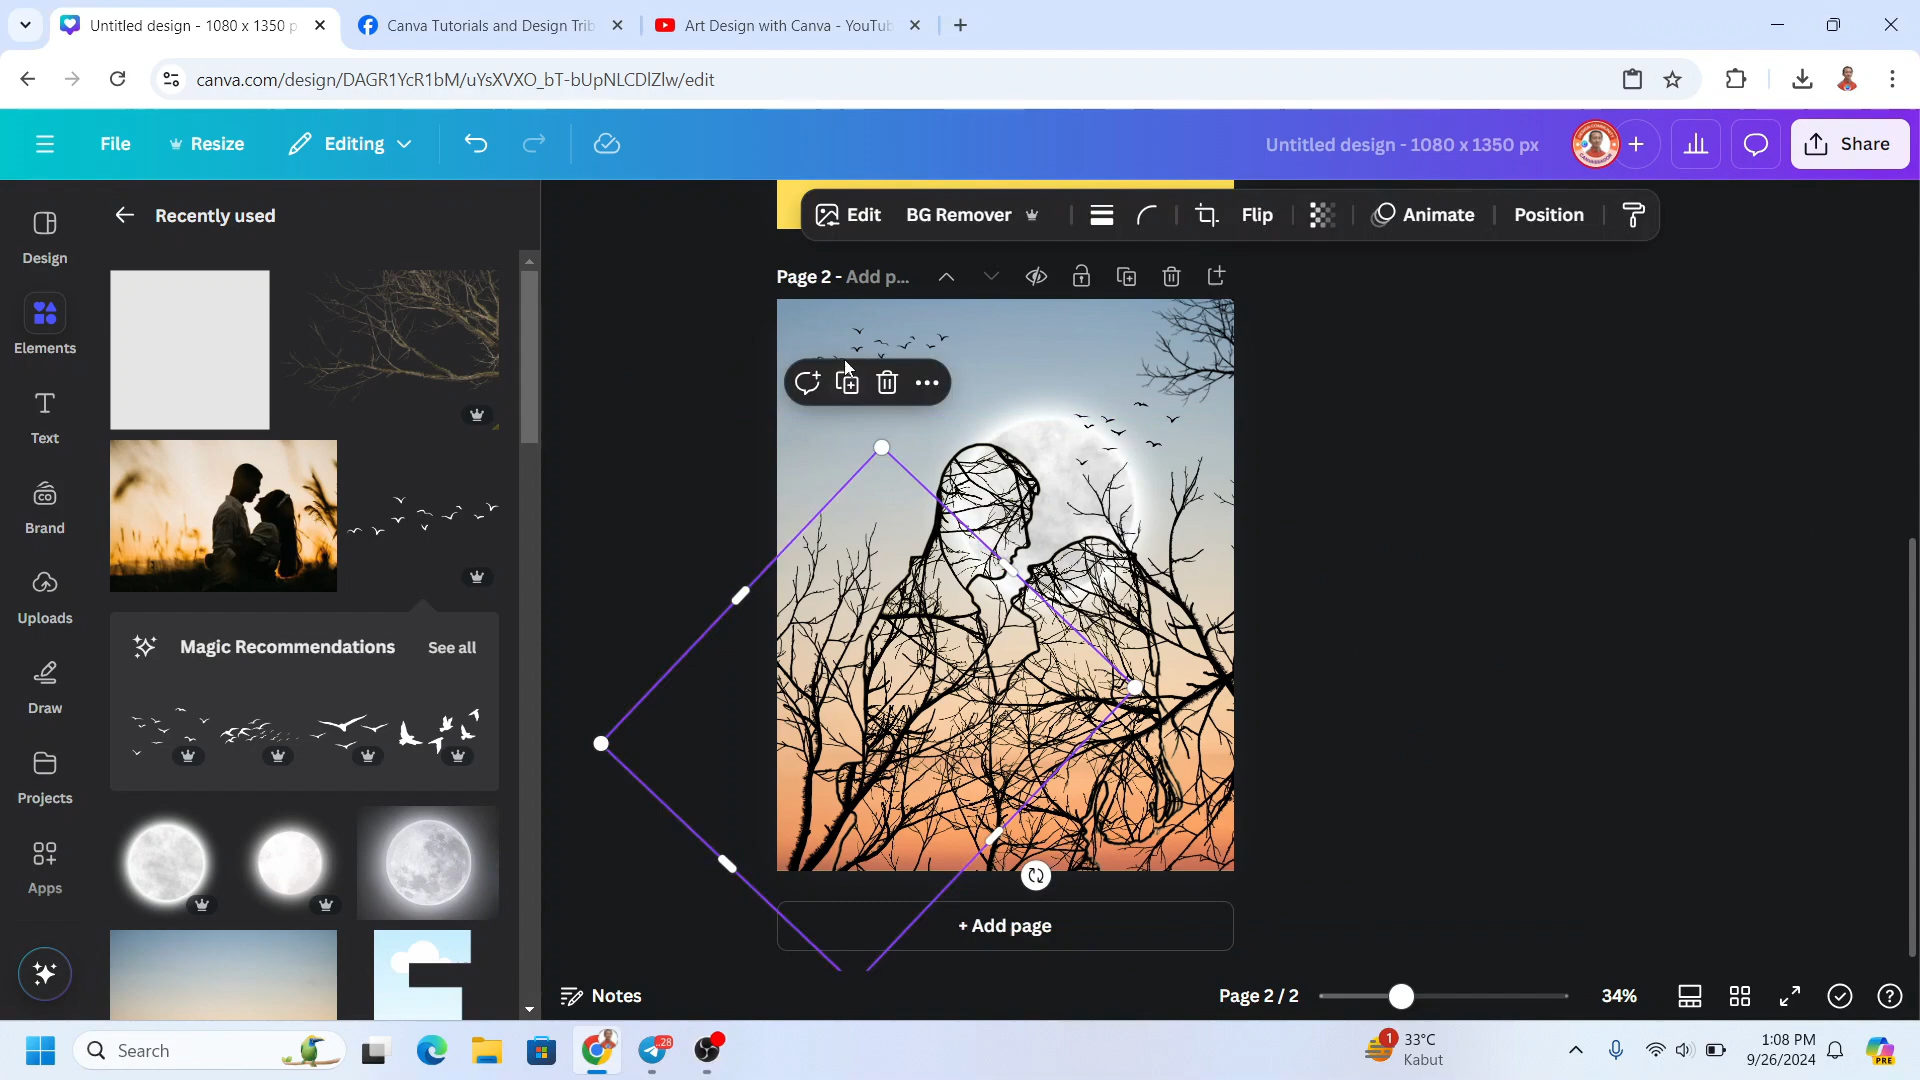 Untitled design - 1080 x 1350 p
Canva Tutorials and Design Trib
Art Design with Canva - YouTub
canva.com/design/DAGR1YcR1bM/uYsXVXO_bT-bUpNLCDlZlw/edit
File
Resize
Editing
Untitled design - 1080 x 1350 px
Share
Design
Elements
Text
Brand
Uploads
Draw
Projects
Apps
Recently used
Magic Recommendations
See all
Edit
BG Remover
Flip
Animate
Position
Page 2 - Add p...
+ Add page
Notes
Page 2 / 2
34%
Search
28
1
33°C
Kabut
1:08 PM
9/26/2024
PRE